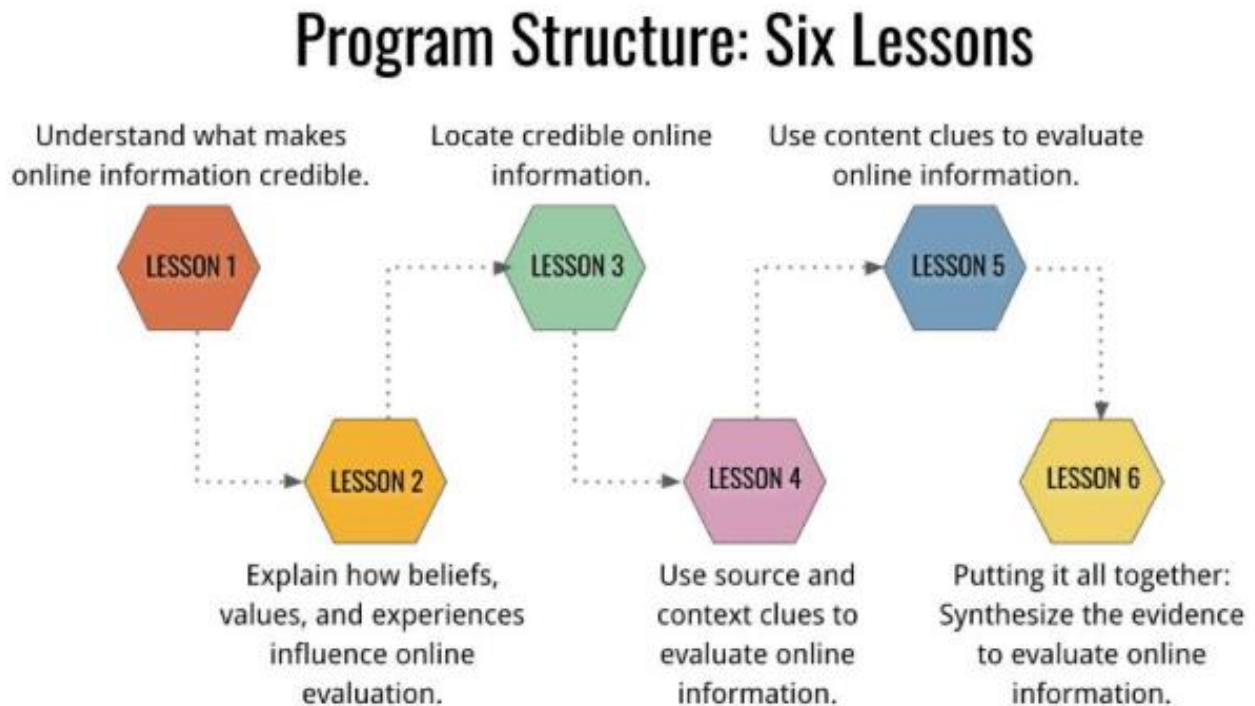 Program Structure: Six Lessons
Understand what makes
online information credible.
LESSON 1
LESSON 2
Explain how beliefs,
values, and experiences
influence online
evaluation.
Locate credible online
information.
LESSON 3
LESSON 4
Use source and
context clues to
evaluate online
information.
Use content clues to evaluate
online information.
LESSON 5
LESSON 6
Putting it all together:
Synthesize the evidence
to evaluate online
information.